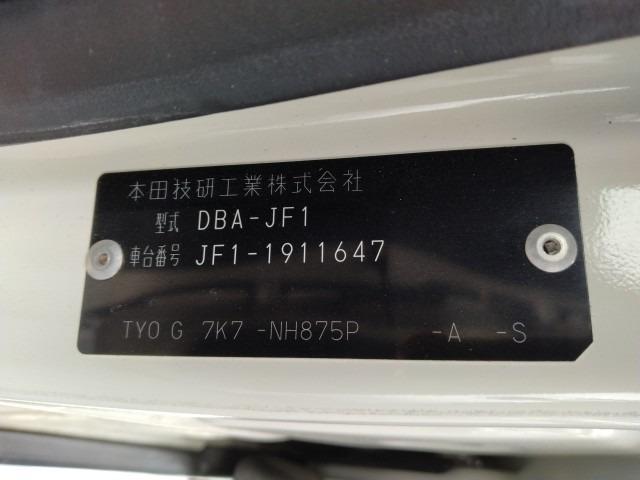 本田技研工業株式会社
型式 DBA-JF1
車台番号 JF1-1911647
TYO G 7K7 -NH875P -A -S